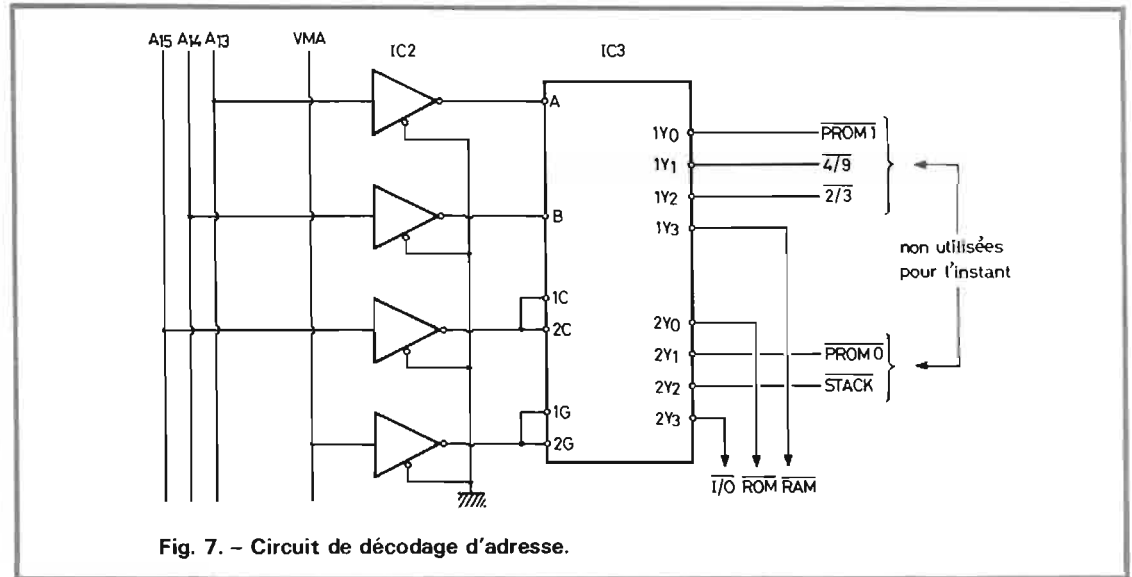 A15 A14 A13 VMA IC2 IC3
A
B
1C
2C
1G
2G
1Y0 PROM 1
1Y1 4/9
1Y2 2/3
1Y3
2Y0
2Y1 PROM 0
2Y2 STACK
2Y3
non utilisées
pour l'instant
I/O ROM RAM
Fig. 7. – Circuit de décodage d'adresse.